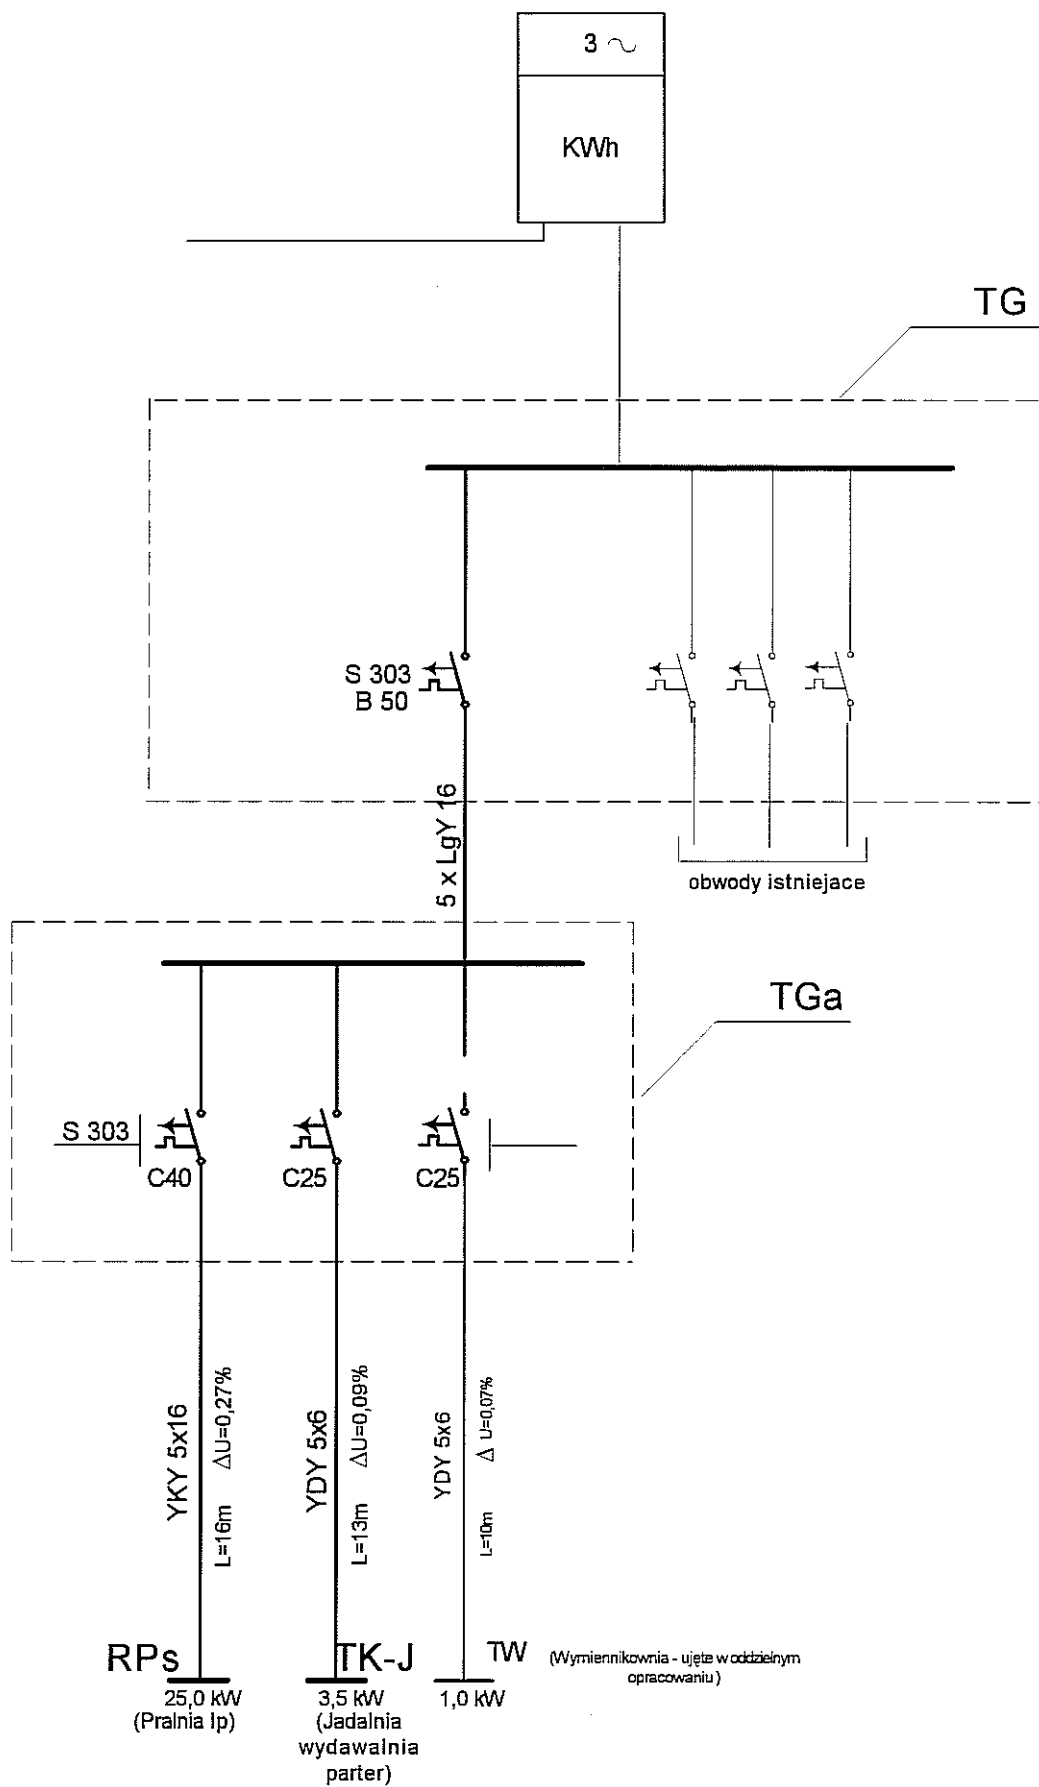 3 ~
KWh
TG
S 303
B 50
5 x LgY 16
obwody istniejace
TGa
S 303
C40
C25
C25
YKY 5x16
L=16m ΔU=0,27%
YDY 5x6
L=13m ΔU=0,09%
YDY 5x6
L=10m Δ U=0,07%
RPs
25,0 kW
(Pralnia Ip)
TK-J
3,5 kW
(Jadalnia
wydawalnia
parter)
TW
1,0 kW
(Wymiennikownia - ujęte w oddzielnym
opracowaniu)